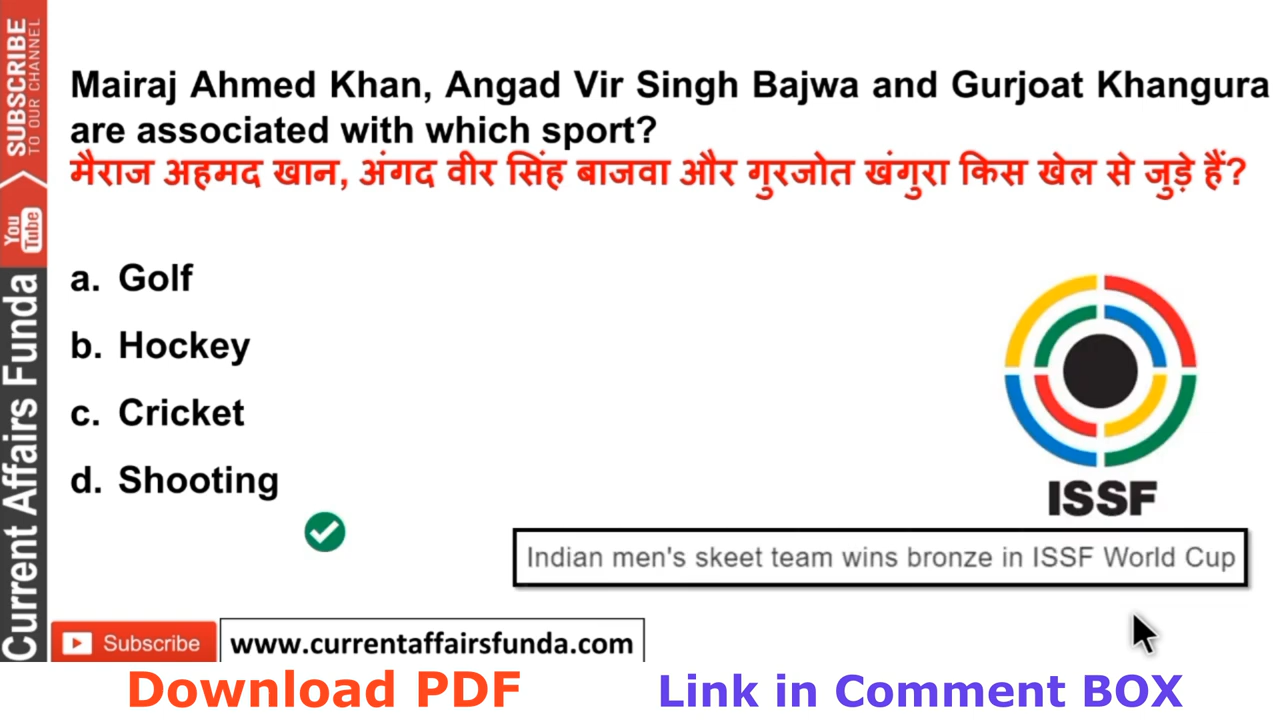 SUBSCRIBE
TO OUR CHANNEL
You
Tube
Current Affairs Funda
Mairaj Ahmed Khan, Angad Vir Singh Bajwa and Gurjoat Khangura
are associated with which sport?
मैराज अहमद खान, अंगद वीर सिंह बाजवा और गुरजोत खंगुरा किस खेल से जुड़े हैं?
a. Golf
b. Hockey
c. Cricket
d. Shooting
ISSF
Indian men's skeet team wins bronze in ISSF World Cup
Subscribe
www.currentaffairsfunda.com
Download PDF
Link in Comment BOX